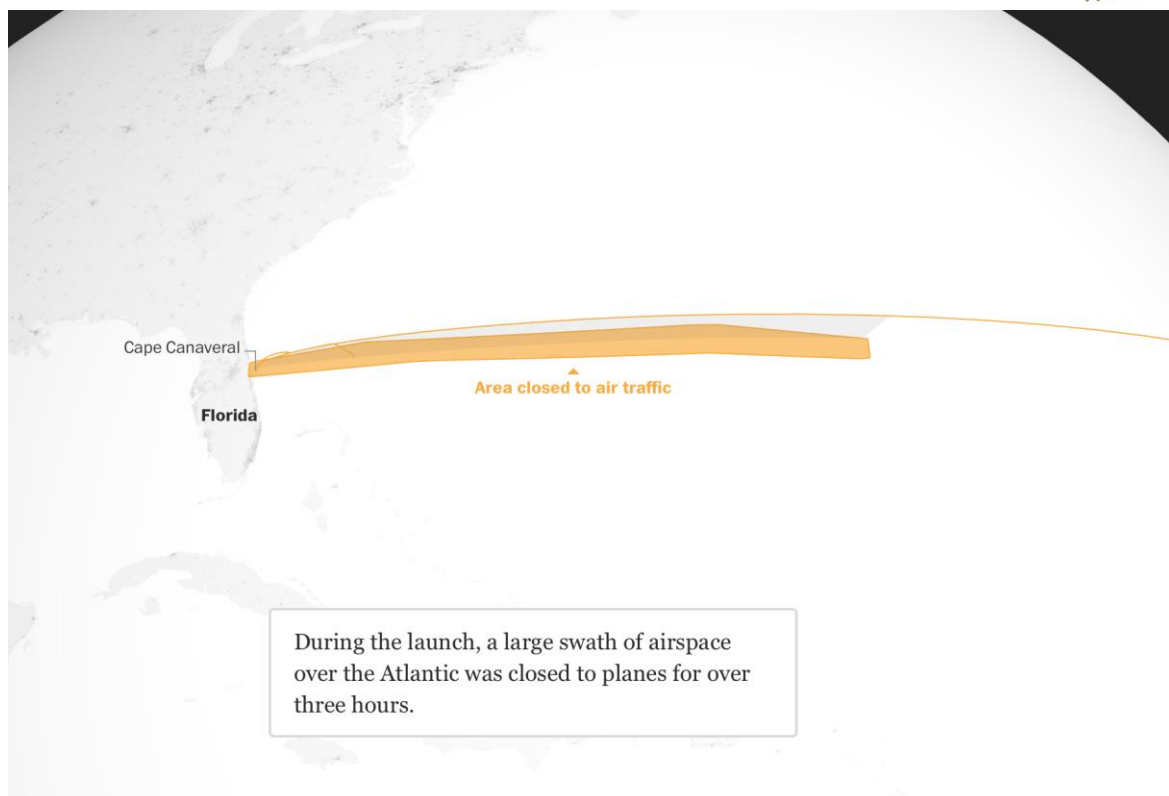 Cape Canaveral
Area closed to air traffic
Florida
During the launch, a large swath of airspace
over the Atlantic was closed to planes for over
three hours.